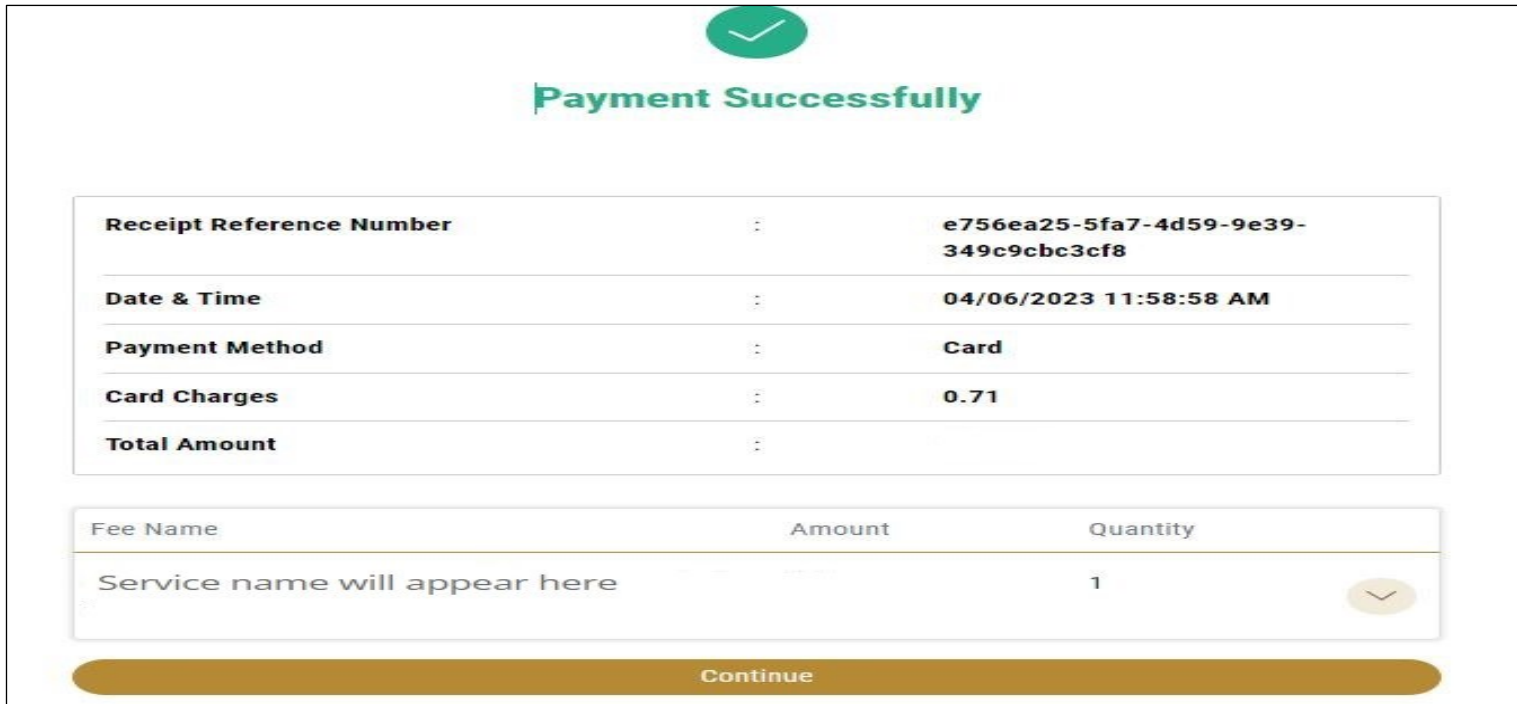 Payment Successfully
Receipt Reference Number : e756ea25-5fa7-4d59-9e39-
349c9cbc3cf8
Date & Time : 04/06/2023 11:58:58 AM
Payment Method : Card
Card Charges : 0.71
Total Amount :
Fee Name Amount Quantity
Service name will appear here 1
Continue